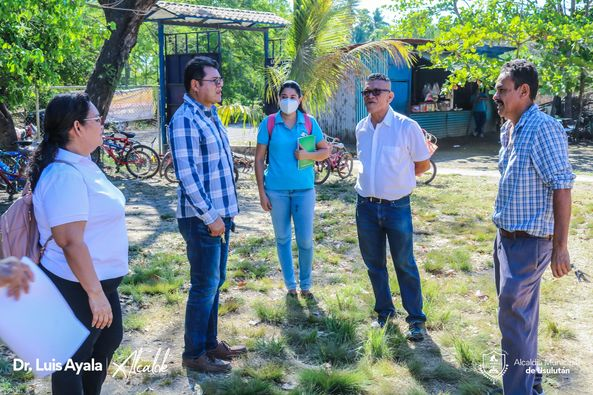 Dr. Luis Ayala
Alcalde
Alcaldía Municipal
de Usulután